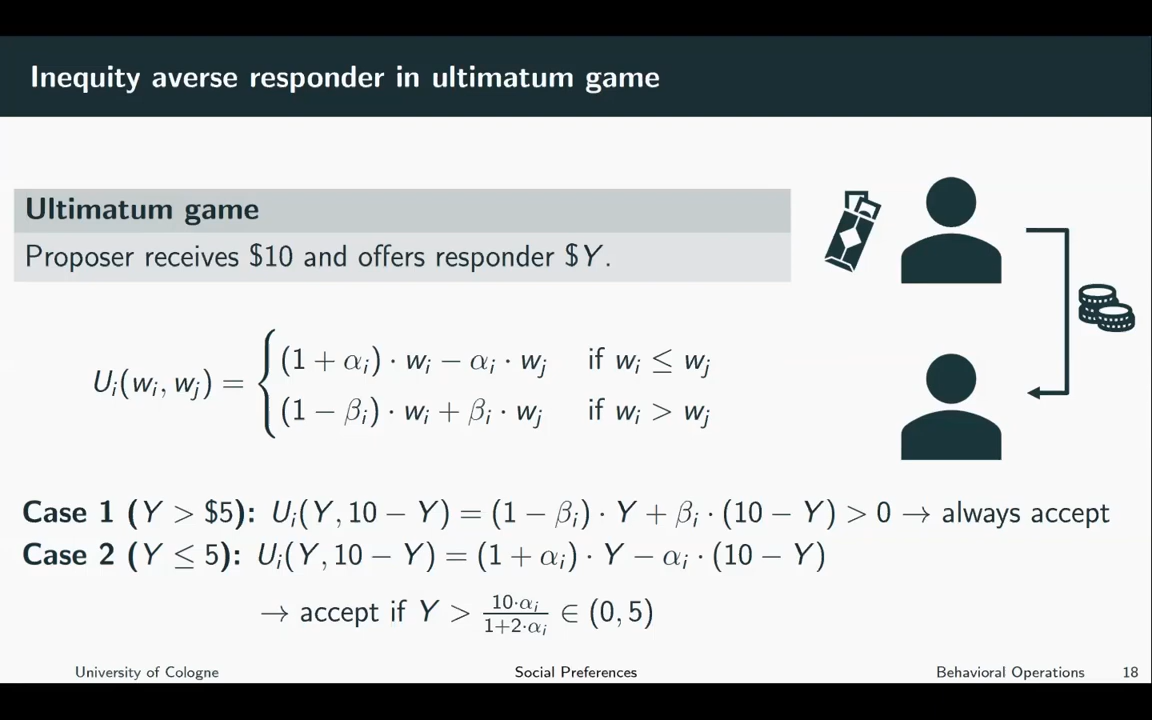 Inequity averse responder in ultimatum game
Ultimatum game
Proposer receives $10 and offers responder $Y.
U_i(w_i, w_j) = { (1 + α_i) · w_i − α_i · w_j if w_i ≤ w_j
(1 − β_i) · w_i + β_i · w_j if w_i > w_j
Case 1 (Y > $5): U_i(Y, 10 − Y) = (1 − β_i) · Y + β_i · (10 − Y) > 0 → always accept
Case 2 (Y ≤ 5): U_i(Y, 10 − Y) = (1 + α_i) · Y − α_i · (10 − Y)
→ accept if Y > 10·α_i / 1+2·α_i ∈ (0, 5)
University of Cologne Social Preferences Behavioral Operations 18